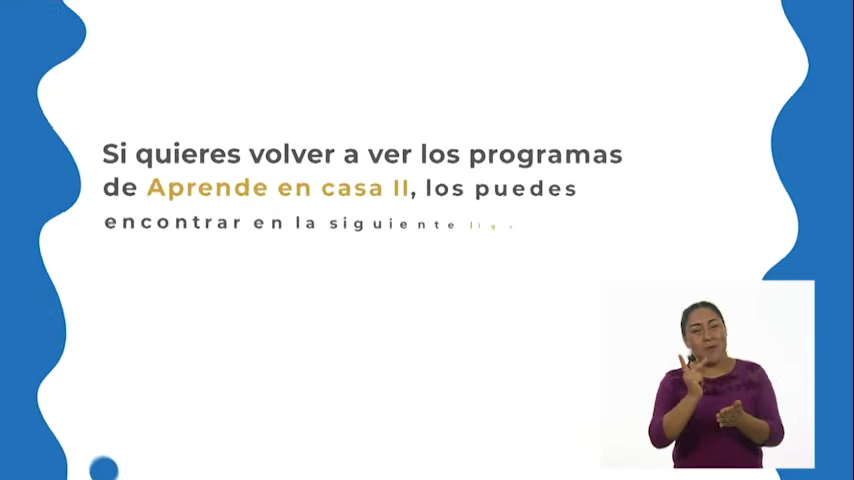 Si quieres volver a ver los programas
de Aprende en casa II, los puedes
encontrar en la siguiente